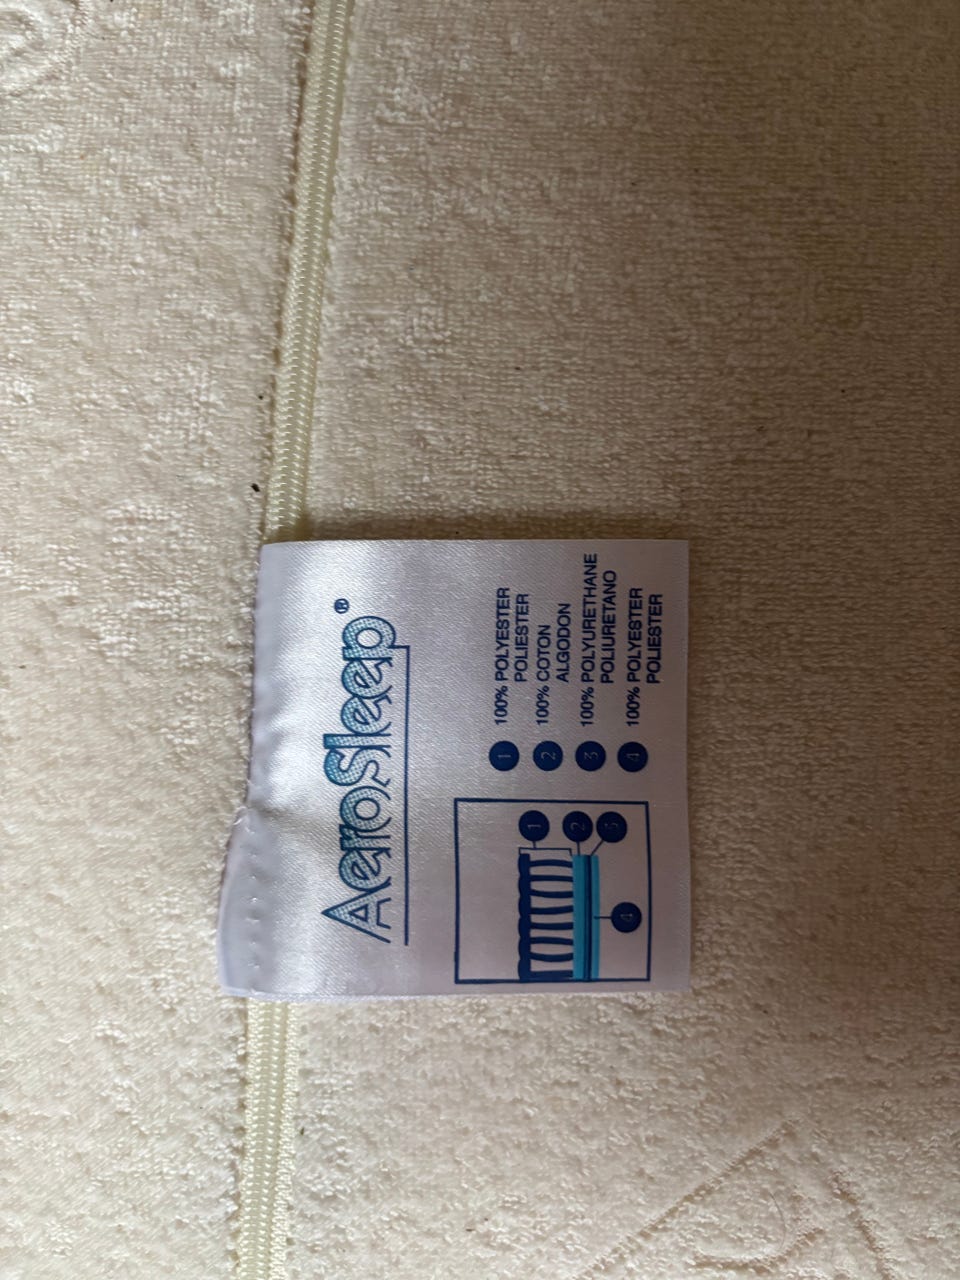 AeroSleep®
1 100% POLYESTER
POLIESTER
2 100% COTON
ALGODON
3 100% POLYURETHANE
POLIURETANO
4 100% POLYESTER
POLIESTER
1
2
3
4